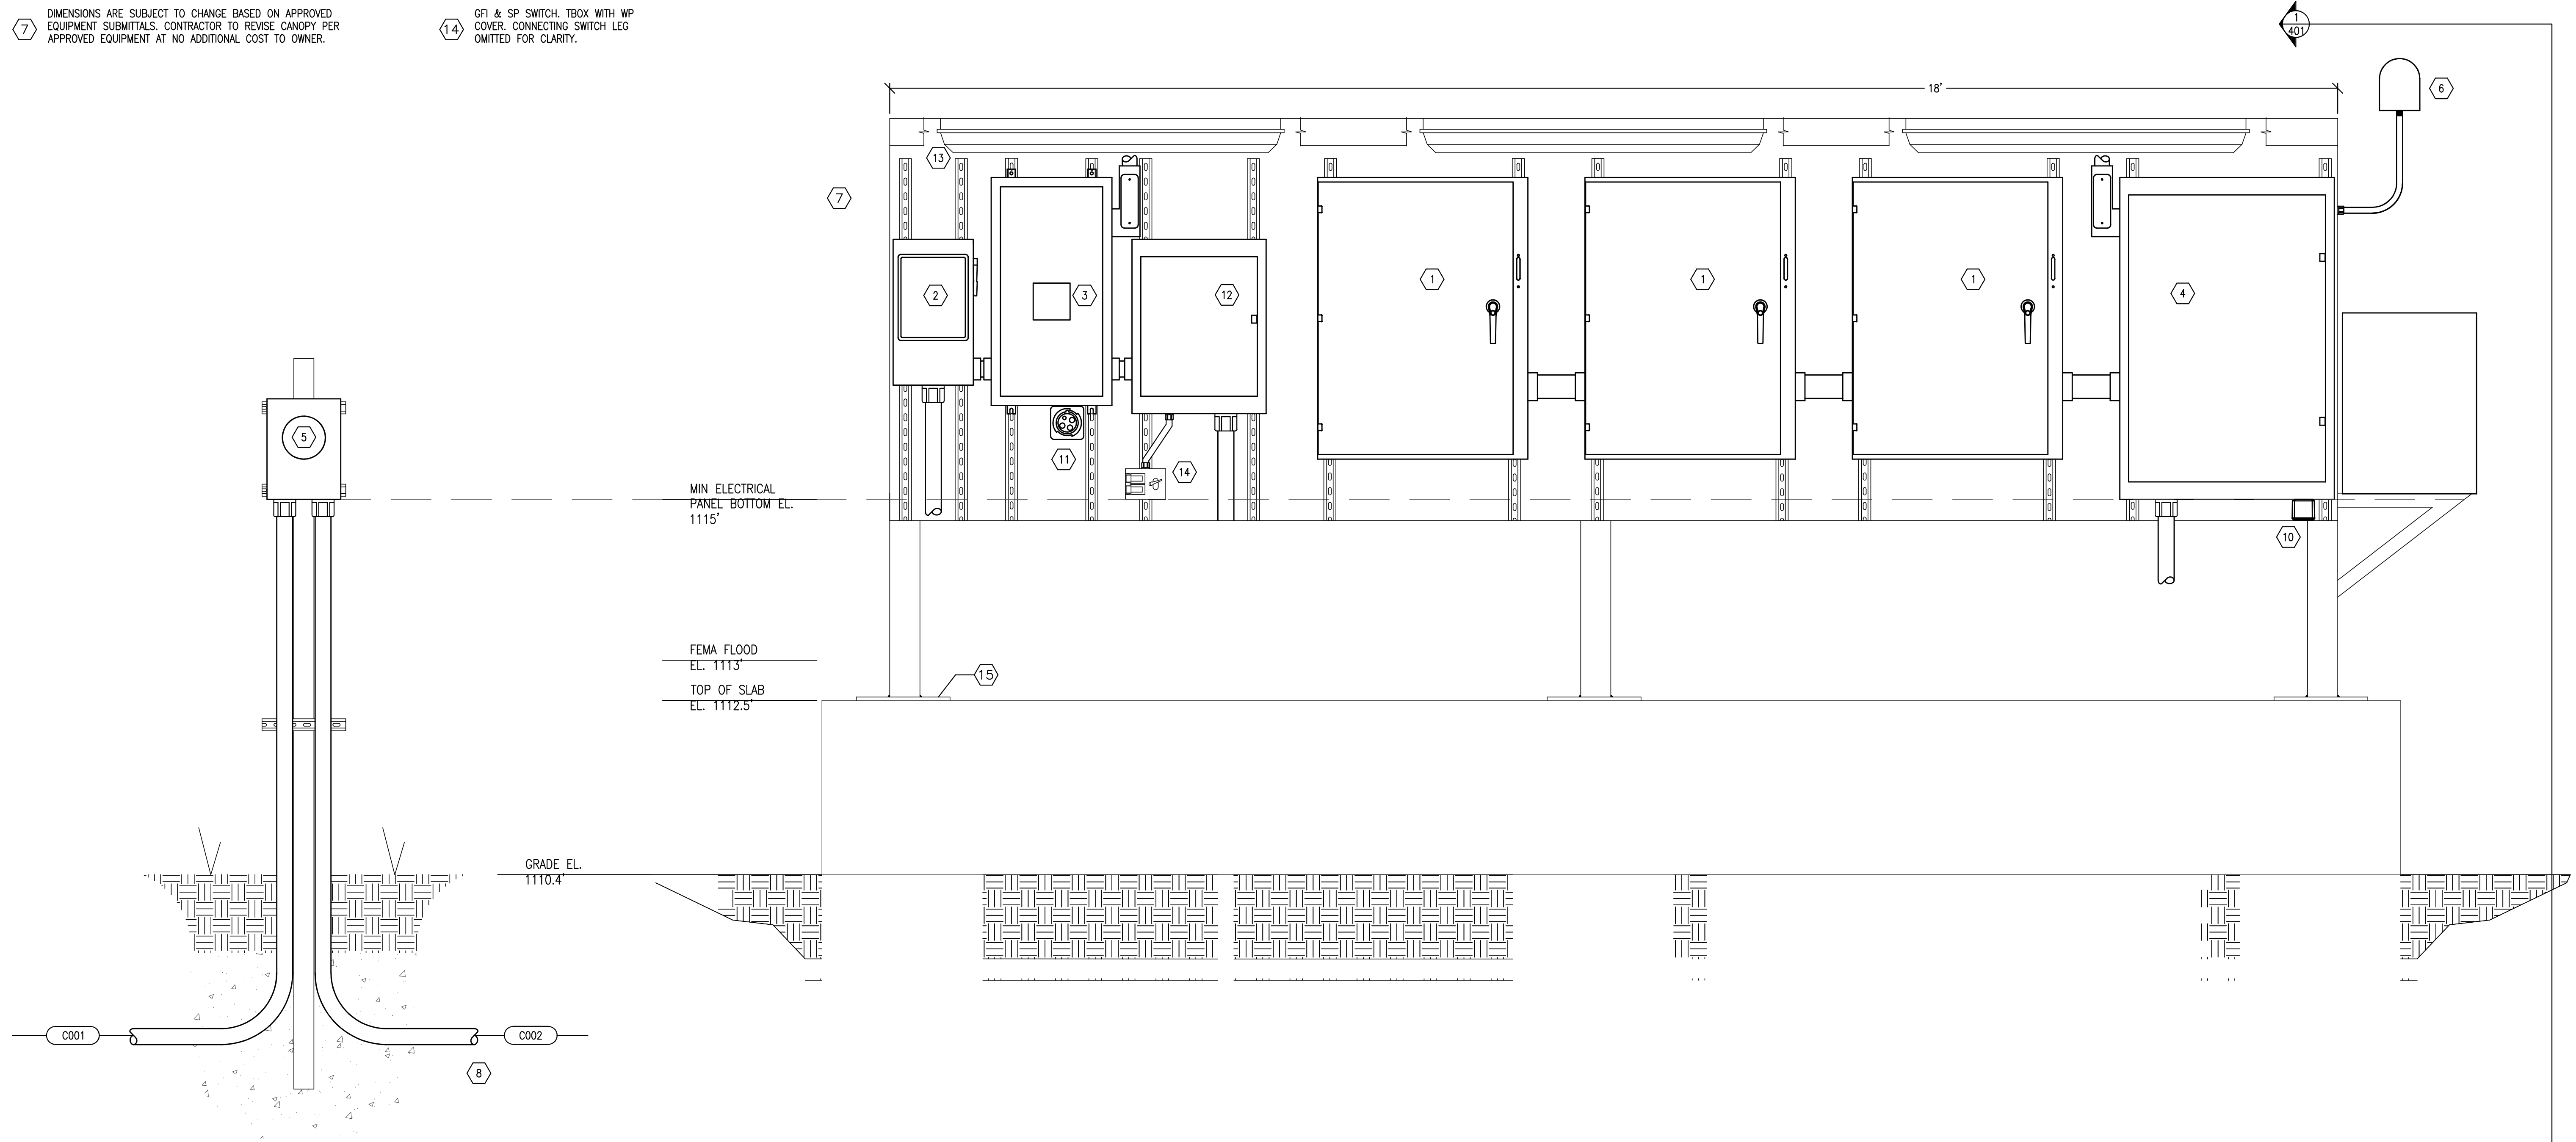 7
DIMENSIONS ARE SUBJECT TO CHANGE BASED ON APPROVED
EQUIPMENT SUBMITTALS. CONTRACTOR TO REVISE CANOPY PER
APPROVED EQUIPMENT AT NO ADDITIONAL COST TO OWNER.
14
GFI & SP SWITCH. TBOX WITH WP
COVER. CONNECTING SWITCH LEG
OMITTED FOR CLARITY.
1
401
18'
6
13
7
2
3
12
1
1
1
4
5
11
14
MIN ELECTRICAL
PANEL BOTTOM EL.
1115'
10
FEMA FLOOD
EL. 1113'
15
TOP OF SLAB
EL. 1112.5'
GRADE EL.
1110.4'
C001
C002
8